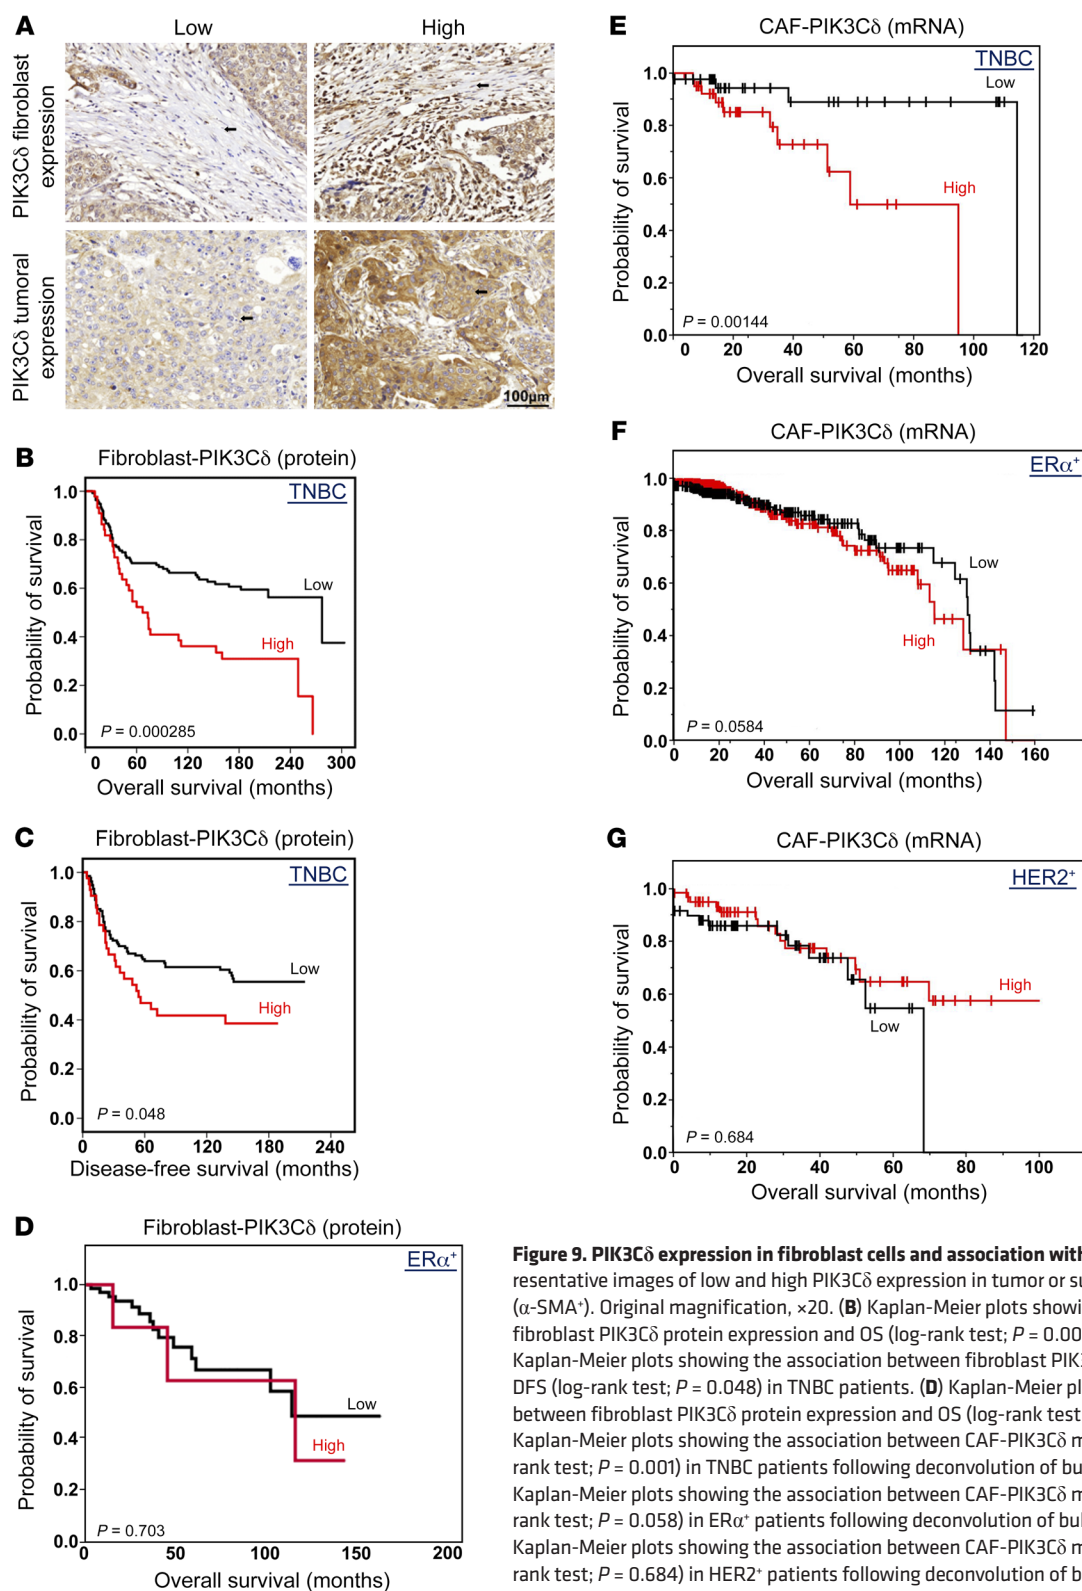 A
Low
High
PIK3Cδ fibroblast
expression
PIK3Cδ tumoral
expression
100µm
B
Fibroblast-PIK3Cδ (protein)
TNBC
Probability of survival
1.0
0.8
0.6
0.4
0.2
0.0
Low
High
P = 0.000285
0 60 120 180 240 300
Overall survival (months)
C
Fibroblast-PIK3Cδ (protein)
TNBC
Probability of survival
1.0
0.8
0.6
0.4
0.2
0.0
Low
High
P = 0.048
0 60 120 180 240
Disease-free survival (months)
D
Fibroblast-PIK3Cδ (protein)
ERα⁺
Probability of survival
1.0
0.8
0.6
0.4
0.2
0.0
Low
High
P = 0.703
0 50 100 150 200
Overall survival (months)
E
CAF-PIK3Cδ (mRNA)
TNBC
Probability of survival
1.0
0.8
0.6
0.4
0.2
0.0
Low
High
P = 0.00144
0 20 40 60 80 100 120
Overall survival (months)
F
CAF-PIK3Cδ (mRNA)
ERα⁺
Probability of survival
1.0
0.8
0.6
0.4
0.2
0.0
Low
High
P = 0.0584
0 20 40 60 80 100 120 140 160
Overall survival (months)
G
CAF-PIK3Cδ (mRNA)
HER2⁺
Probability of survival
1.0
0.8
0.6
0.4
0.2
0.0
High
Low
P = 0.684
0 20 40 60 80 100
Overall survival (months)
Figure 9. PIK3Cδ expression in fibroblast cells and association with
resentative images of low and high PIK3Cδ expression in tumor or su
(α-SMA⁺). Original magnification, ×20. (B) Kaplan-Meier plots showi
fibroblast PIK3Cδ protein expression and OS (log-rank test; P = 0.00
Kaplan-Meier plots showing the association between fibroblast PIK3
DFS (log-rank test; P = 0.048) in TNBC patients. (D) Kaplan-Meier pl
between fibroblast PIK3Cδ protein expression and OS (log-rank test
Kaplan-Meier plots showing the association between CAF-PIK3Cδ m
rank test; P = 0.001) in TNBC patients following deconvolution of bu
Kaplan-Meier plots showing the association between CAF-PIK3Cδ m
rank test; P = 0.058) in ERα⁺ patients following deconvolution of bul
Kaplan-Meier plots showing the association between CAF-PIK3Cδ m
rank test; P = 0.684) in HER2⁺ patients following deconvolution of b